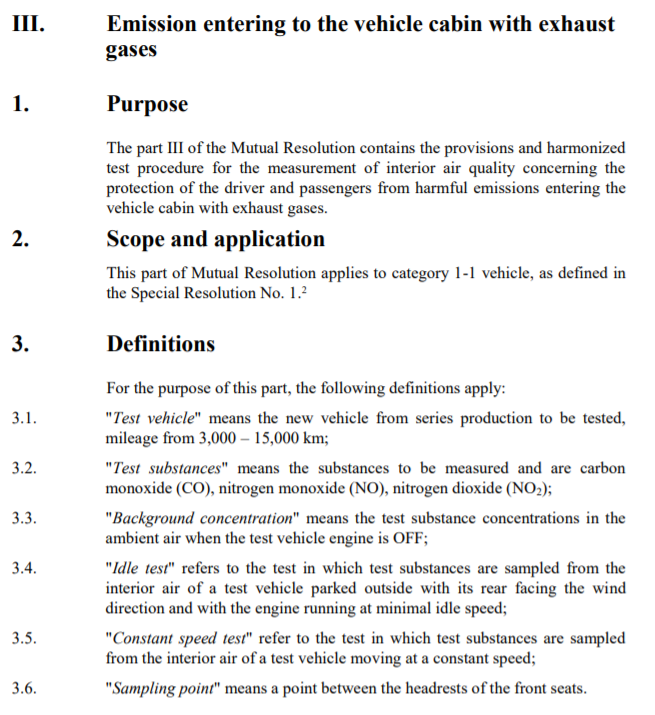 III. Emission entering to the vehicle cabin with exhaust
gases
1. Purpose
The part III of the Mutual Resolution contains the provisions and harmonized
test procedure for the measurement of interior air quality concerning the
protection of the driver and passengers from harmful emissions entering the
vehicle cabin with exhaust gases.
2. Scope and application
This part of Mutual Resolution applies to category 1-1 vehicle, as defined in
the Special Resolution No. 1.²
3. Definitions
For the purpose of this part, the following definitions apply:
3.1. "Test vehicle" means the new vehicle from series production to be tested,
mileage from 3,000 – 15,000 km;
3.2. "Test substances" means the substances to be measured and are carbon
monoxide (CO), nitrogen monoxide (NO), nitrogen dioxide (NO₂);
3.3. "Background concentration" means the test substance concentrations in the
ambient air when the test vehicle engine is OFF;
3.4. "Idle test" refers to the test in which test substances are sampled from the
interior air of a test vehicle parked outside with its rear facing the wind
direction and with the engine running at minimal idle speed;
3.5. "Constant speed test" refer to the test in which test substances are sampled
from the interior air of a test vehicle moving at a constant speed;
3.6. "Sampling point" means a point between the headrests of the front seats.